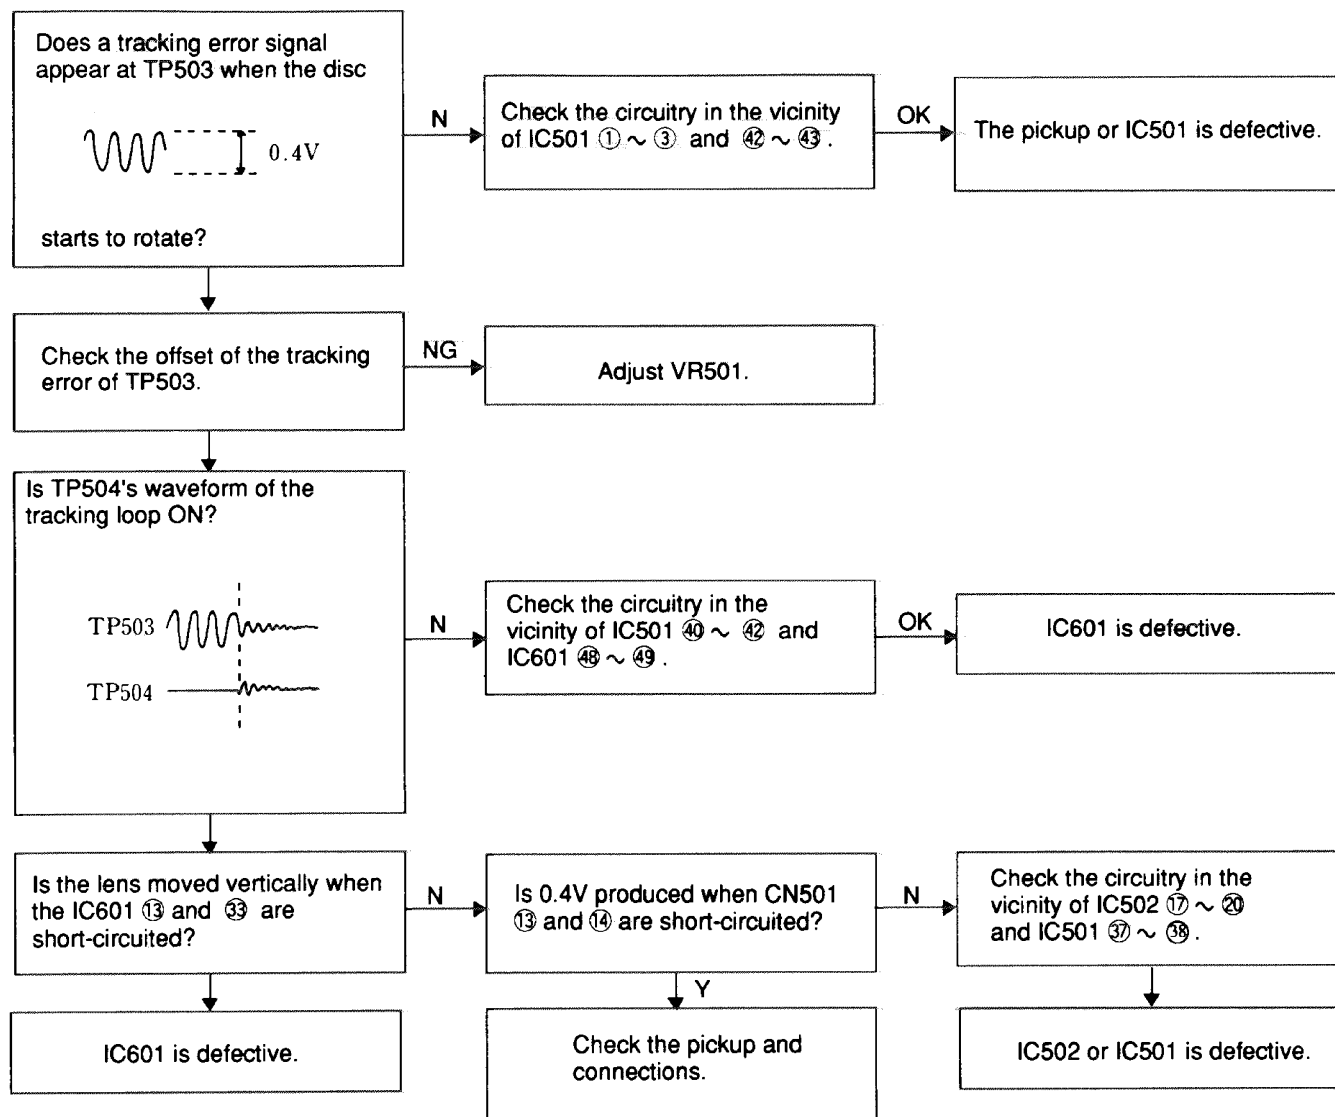 Does a tracking error signal
appear at TP503 when the disc
0.4V
starts to rotate?
N
Check the circuitry in the vicinity
of IC501 ① ~ ③ and ㊷ ~ ㊸ .
OK
The pickup or IC501 is defective.
Check the offset of the tracking
error of TP503.
NG
Adjust VR501.
Is TP504's waveform of the
tracking loop ON?
TP503
TP504
N
Check the circuitry in the
vicinity of IC501 ㊵ ~ ㊷ and
IC601 ㊽ ~ ㊾ .
OK
IC601 is defective.
Is the lens moved vertically when
the IC601 ⑬ and ㉝ are
short-circuited?
N
Is 0.4V produced when CN501
⑬ and ⑭ are short-circuited?
N
Check the circuitry in the
vicinity of IC502 ⑰ ~ ⑳
and IC501 ㊲ ~ ㊳ .
Y
IC601 is defective.
Check the pickup and
connections.
IC502 or IC501 is defective.